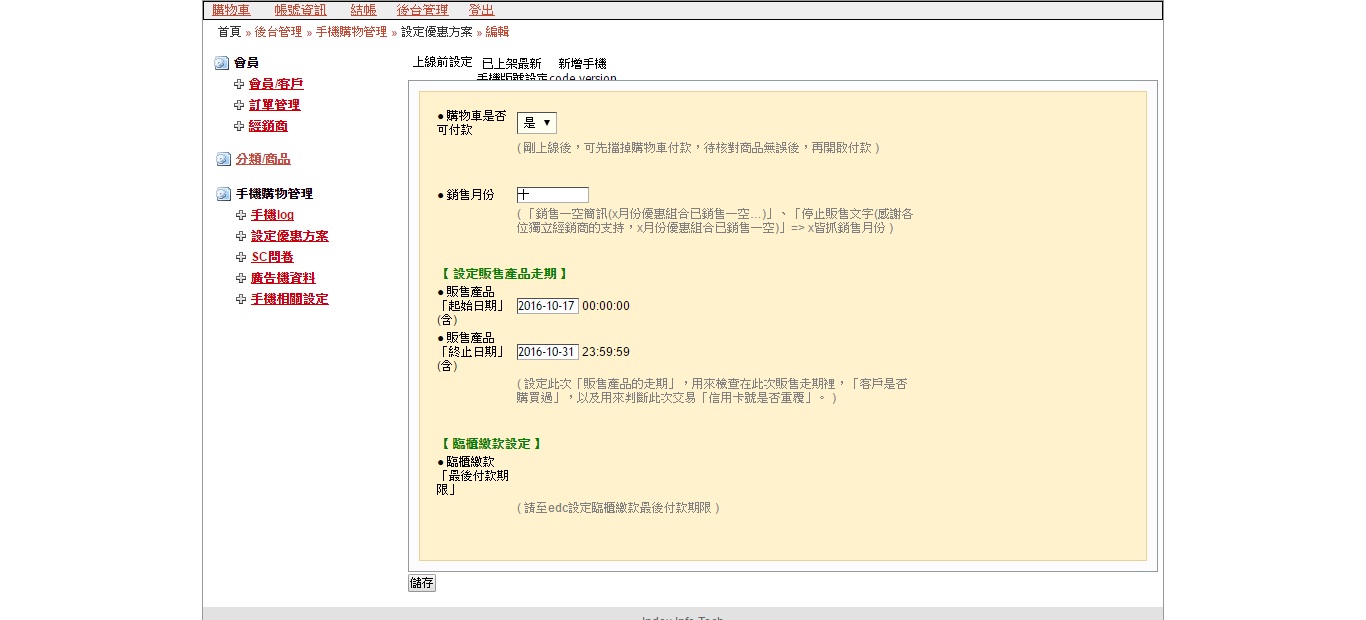 購物車 帳號資訊 結帳 後台管理 登出
首頁 » 後台管理 » 手機購物管理 » 設定優惠方案 » 編輯
會員
會員/客戶
訂單管理
經銷商
分類/商品
手機購物管理
手機log
設定優惠方案
SC問卷
廣告機資料
手機相關設定
上線前設定 已上架最新 新增手機
手機版號設定code version
●購物車是否
可付款
是 ▼
( 剛上線後，可先擋掉購物車付款，待核對商品無誤後，再開啟付款 )
●銷售月份
十
( 「銷售一空簡訊(x月份優惠組合已銷售一空…)」、「停止販售文字(感謝各
位獨立經銷商的支持，x月份優惠組合已銷售一空)」=> x皆抓銷售月份 )
【 設定販售產品走期 】
●販售產品
「起始日期」
(含)
2016-10-17 00:00:00
●販售產品
「終止日期」
(含)
2016-10-31 23:59:59
( 設定此次「販售產品的走期」，用來檢查在此次販售走期裡，「客戶是否
購買過」，以及用來判斷此次交易「信用卡號是否重覆」。 )
【 臨櫃繳款設定 】
●臨櫃繳款
「最後付款期
限」
( 請至edc設定臨櫃繳款最後付款期限 )
儲存
Index Info-Tech